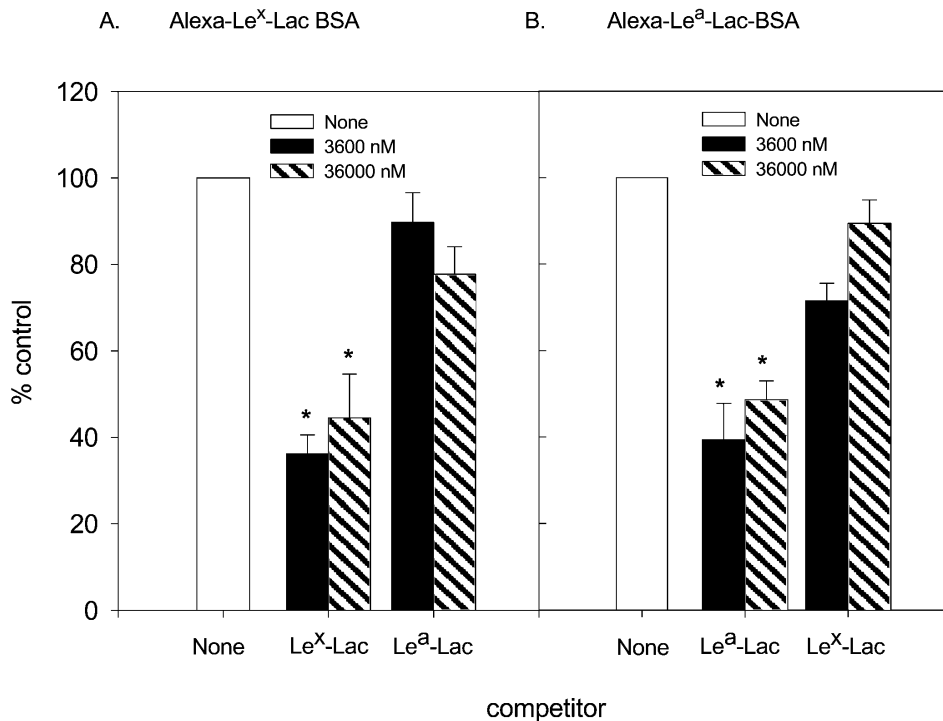 A. Alexa-Leˣ-Lac BSA B. Alexa-Leᵃ-Lac-BSA
120
100
80
60
40
20
0
% control
None
3600 nM
36000 nM
* *
None
3600 nM
36000 nM
* *
None Leˣ-Lac Leᵃ-Lac None Leᵃ-Lac Leˣ-Lac
competitor